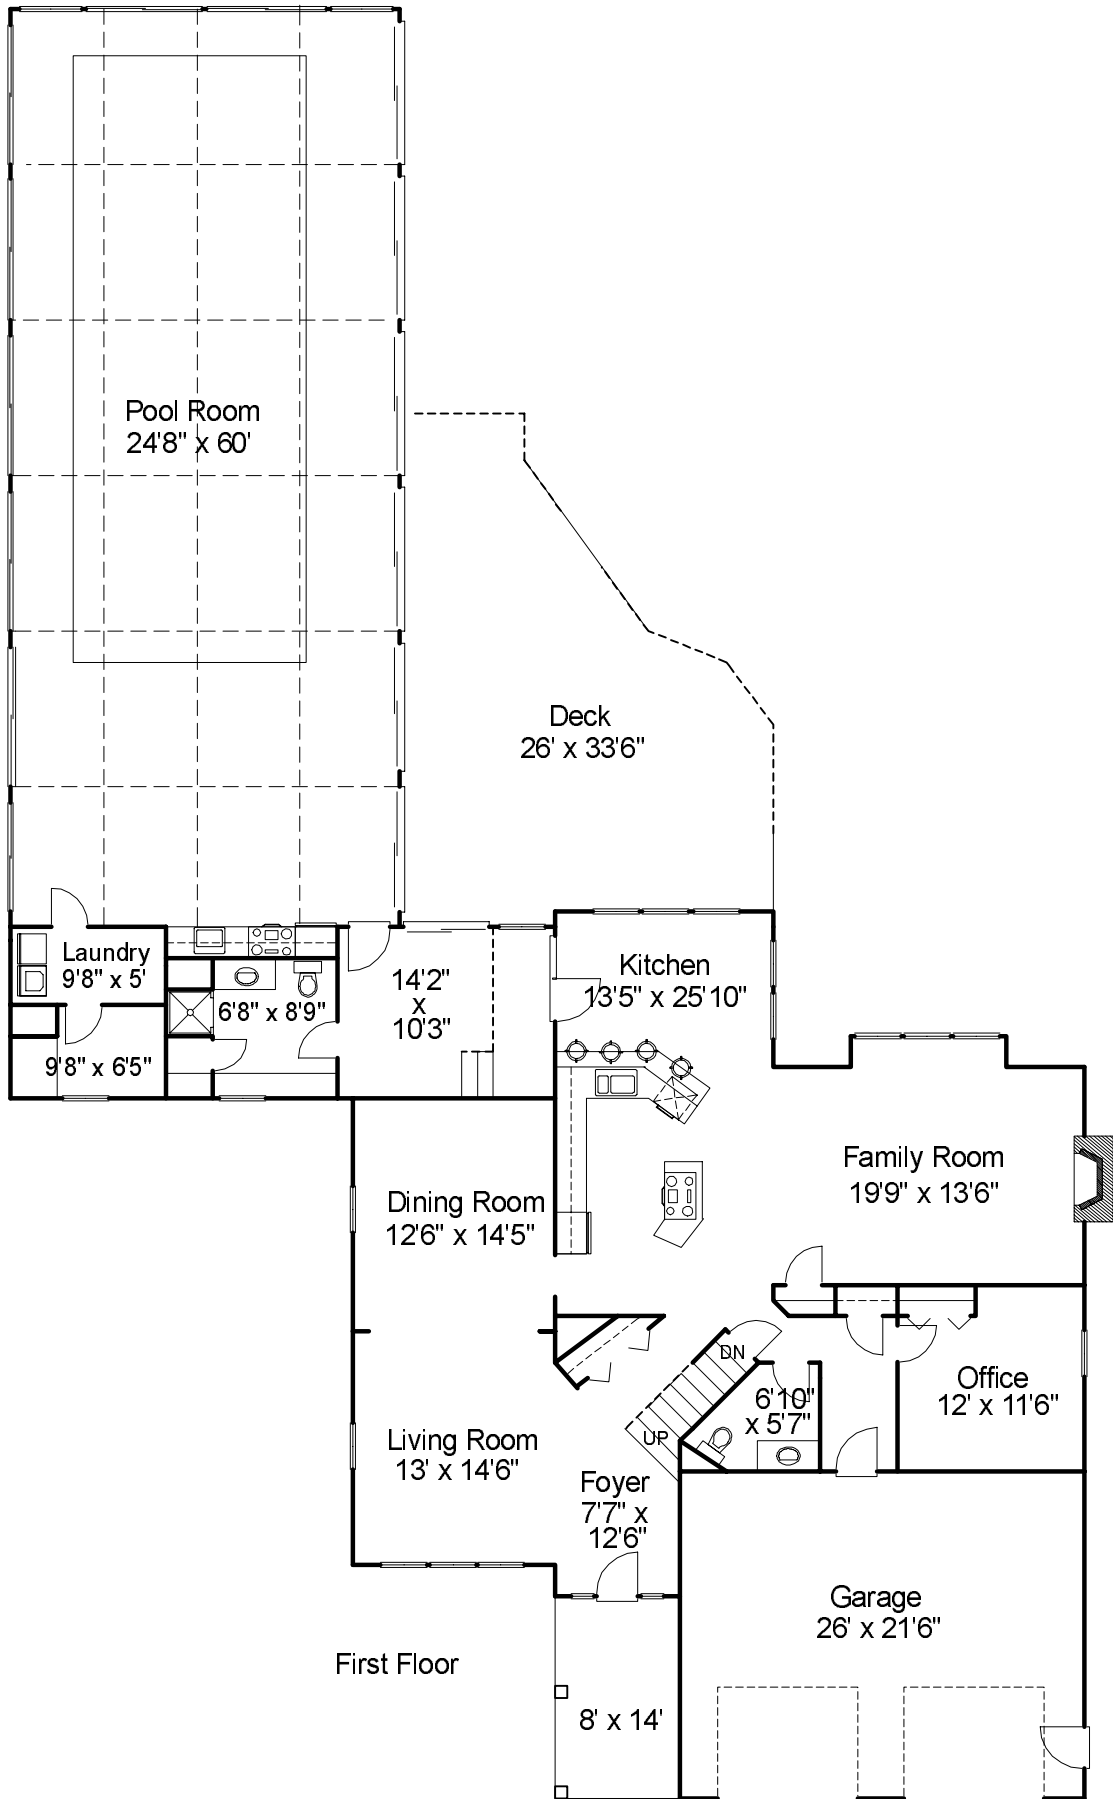 Pool Room
24'8" x 60'
Deck
26' x 33'6"
Laundry
9'8" x 5'
9'8" x 6'5"
6'8" x 8'9"
14'2"
x
10'3"
Kitchen
13'5" x 25'10"
Family Room
19'9" x 13'6"
Dining Room
12'6" x 14'5"
DN
UP
6'10"
x 5'7"
Office
12' x 11'6"
Living Room
13' x 14'6"
Foyer
7'7" x
12'6"
Garage
26' x 21'6"
First Floor
8' x 14'